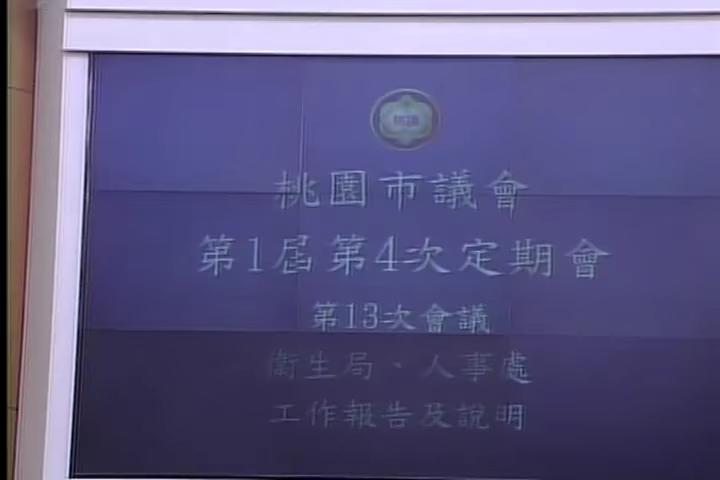 桃園市議會
第1屆第4次定期會
第13次會議
衛生局、人事處
工作報告及說明